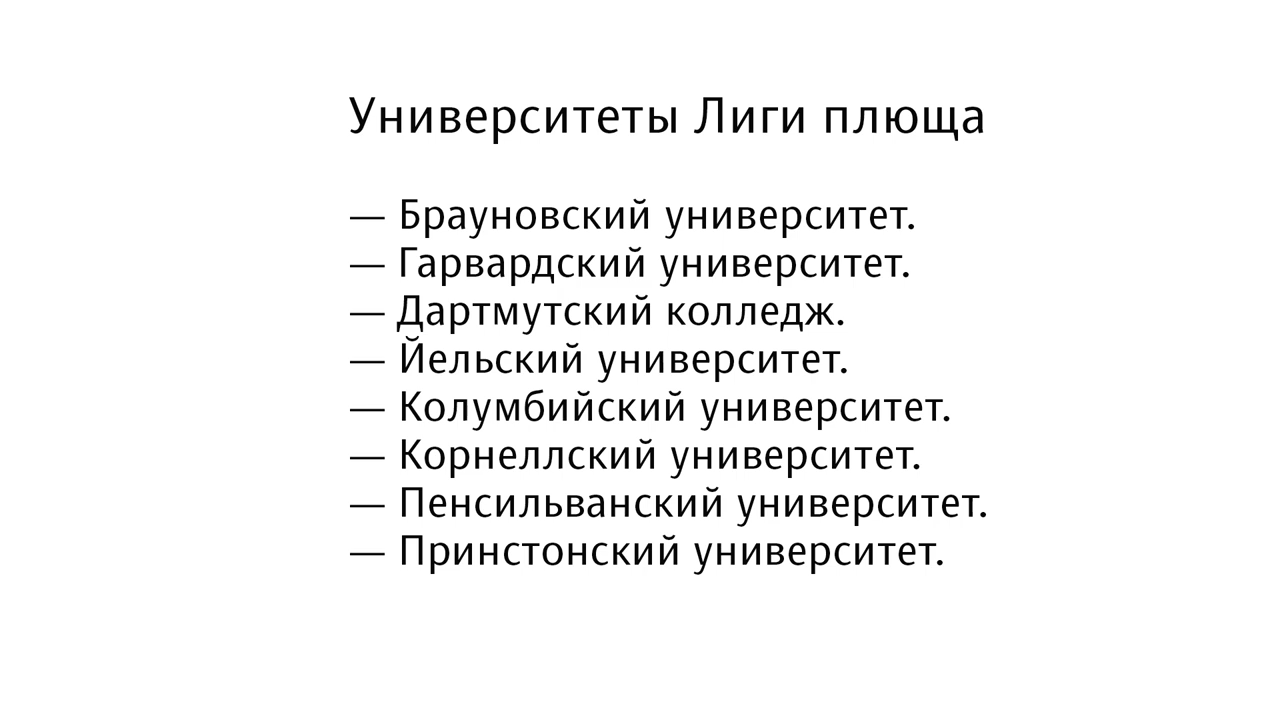 Университеты Лиги плюща
— Брауновский университет.
— Гарвардский университет.
— Дартмутский колледж.
— Йельский университет.
— Колумбийский университет.
— Корнеллский университет.
— Пенсильванский университет.
— Принстонский университет.